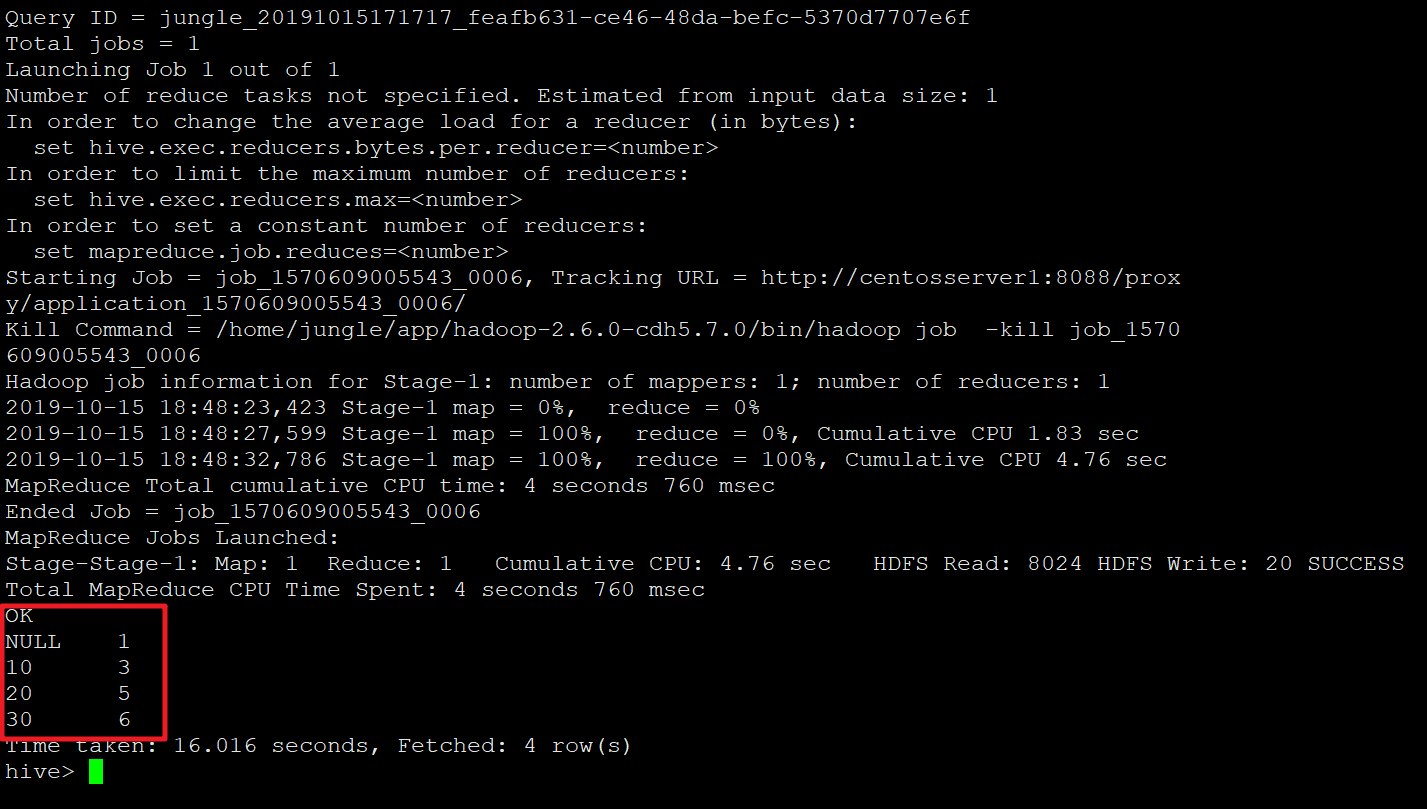 Query ID = jungle_20191015171717_feafb631-ce46-48da-befc-5370d7707e6f
Total jobs = 1
Launching Job 1 out of 1
Number of reduce tasks not specified. Estimated from input data size: 1
In order to change the average load for a reducer (in bytes):
  set hive.exec.reducers.bytes.per.reducer=<number>
In order to limit the maximum number of reducers:
  set hive.exec.reducers.max=<number>
In order to set a constant number of reducers:
  set mapreduce.job.reduces=<number>
Starting Job = job_1570609005543_0006, Tracking URL = http://centosserver1:8088/prox
y/application_1570609005543_0006/
Kill Command = /home/jungle/app/hadoop-2.6.0-cdh5.7.0/bin/hadoop job  -kill job_1570
609005543_0006
Hadoop job information for Stage-1: number of mappers: 1; number of reducers: 1
2019-10-15 18:48:23,423 Stage-1 map = 0%,  reduce = 0%
2019-10-15 18:48:27,599 Stage-1 map = 100%,  reduce = 0%, Cumulative CPU 1.83 sec
2019-10-15 18:48:32,786 Stage-1 map = 100%,  reduce = 100%, Cumulative CPU 4.76 sec
MapReduce Total cumulative CPU time: 4 seconds 760 msec
Ended Job = job_1570609005543_0006
MapReduce Jobs Launched:
Stage-Stage-1: Map: 1  Reduce: 1   Cumulative CPU: 4.76 sec   HDFS Read: 8024 HDFS Write: 20 SUCCESS
Total MapReduce CPU Time Spent: 4 seconds 760 msec
OK
NULL    1
10      3
20      5
30      6
Time taken: 16.016 seconds, Fetched: 4 row(s)
hive>